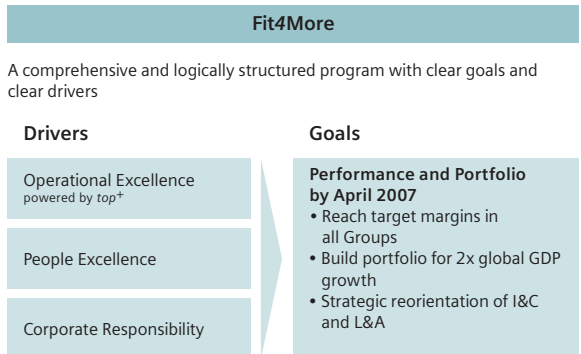 Fit4More
A comprehensive and logically structured program with clear goals and
clear drivers
Drivers
Operational Excellence
powered by top+
People Excellence
Corporate Responsibility
Goals
Performance and Portfolio
by April 2007
• Reach target margins in
all Groups
• Build portfolio for 2x global GDP
growth
• Strategic reorientation of I&C
and L&A